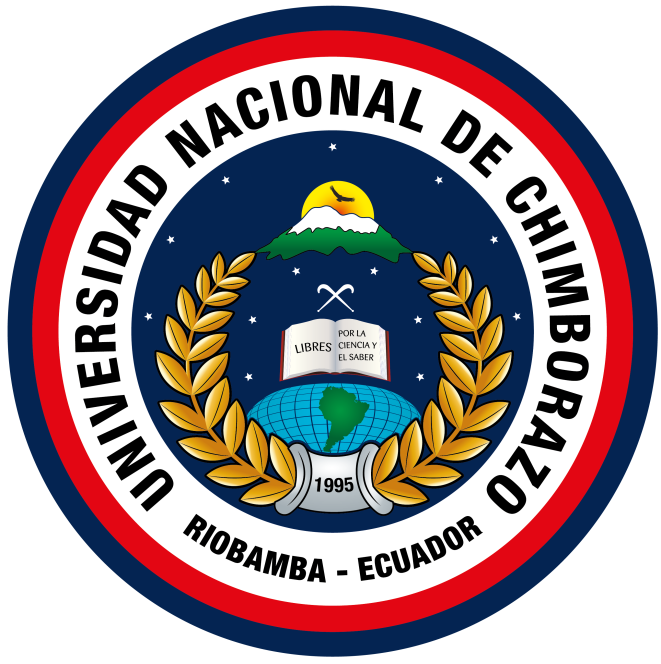 UNIVERSIDAD NACIONAL DE CHIMBORAZO
LIBRES
POR LA
CIENCIA Y
EL SABER
1995
RIOBAMBA - ECUADOR